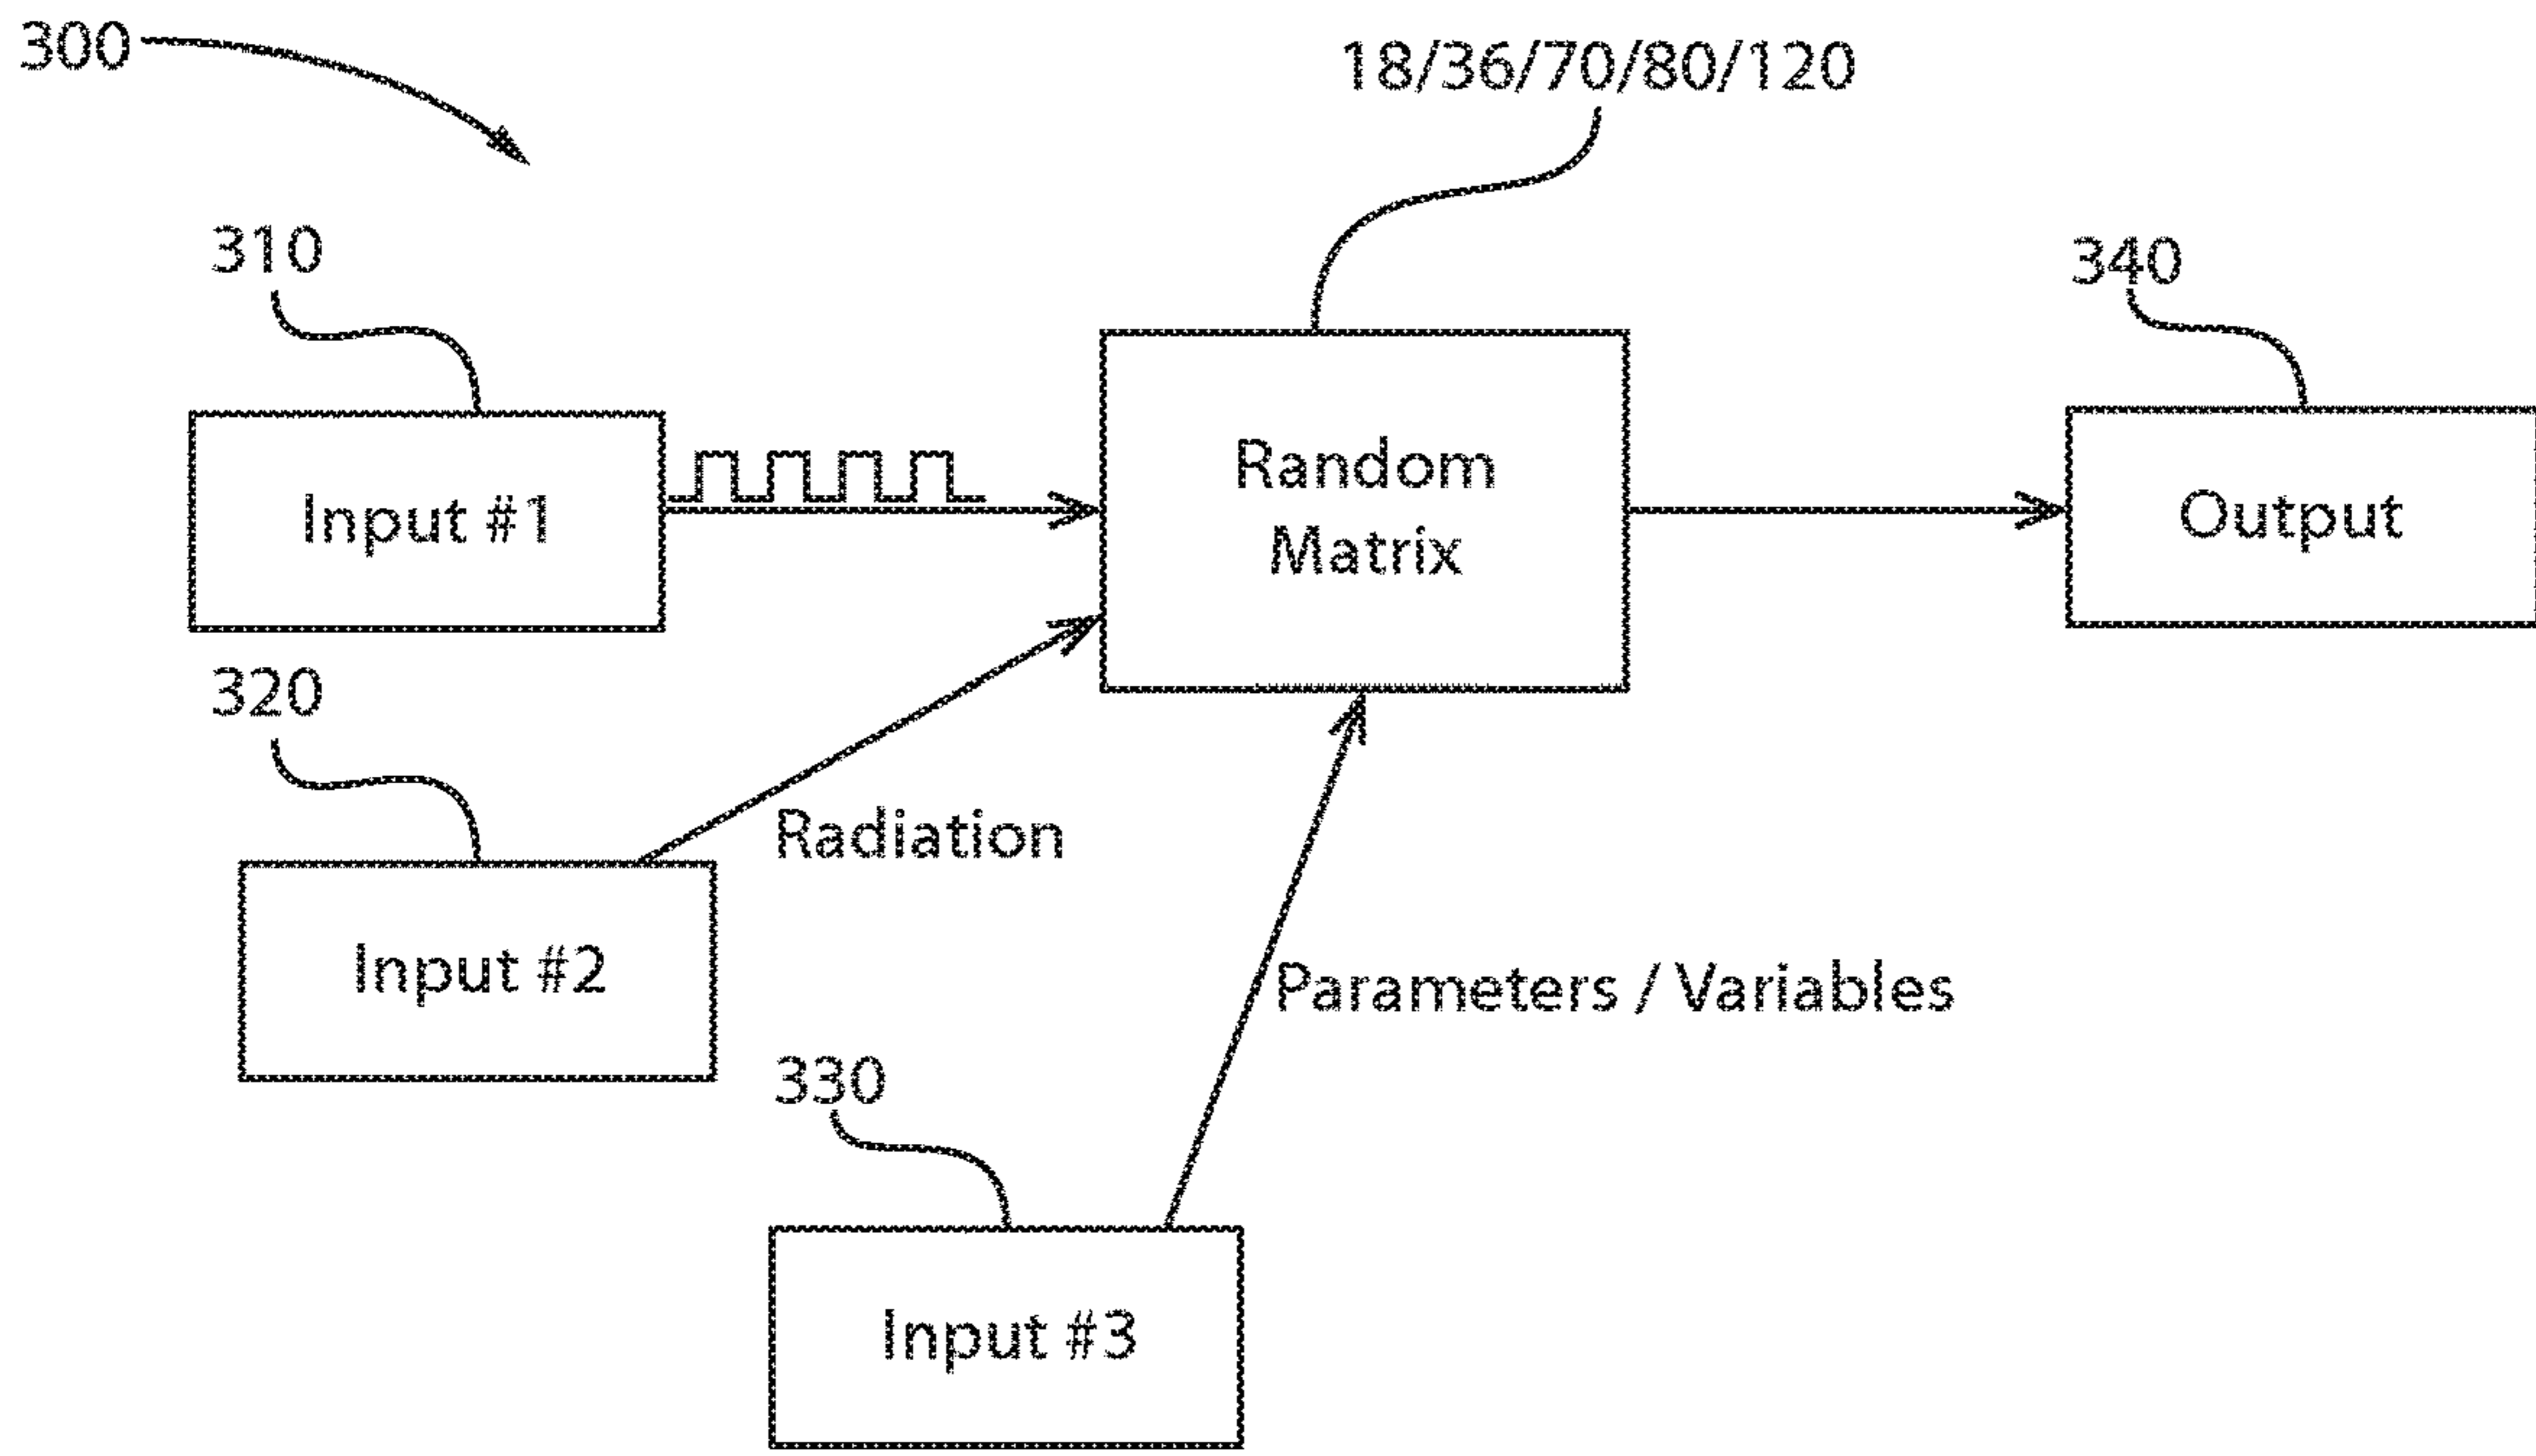 300
18/36/70/80/120
310
340
Input #1
Random
Matrix
Output
320
Radiation
Input #2
Parameters / Variables
330
Input #3